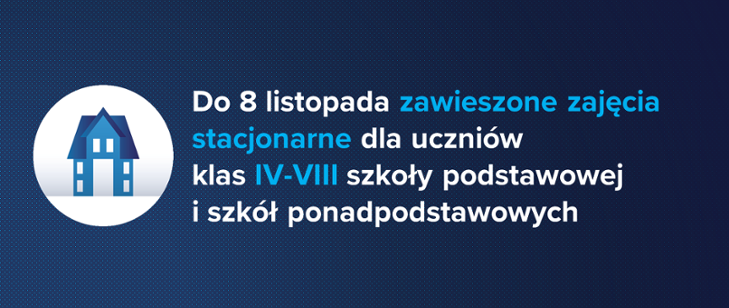 Do 8 listopada zawieszone zajęcia
stacjonarne dla uczniów
klas IV-VIII szkoły podstawowej
i szkół ponadpodstawowych